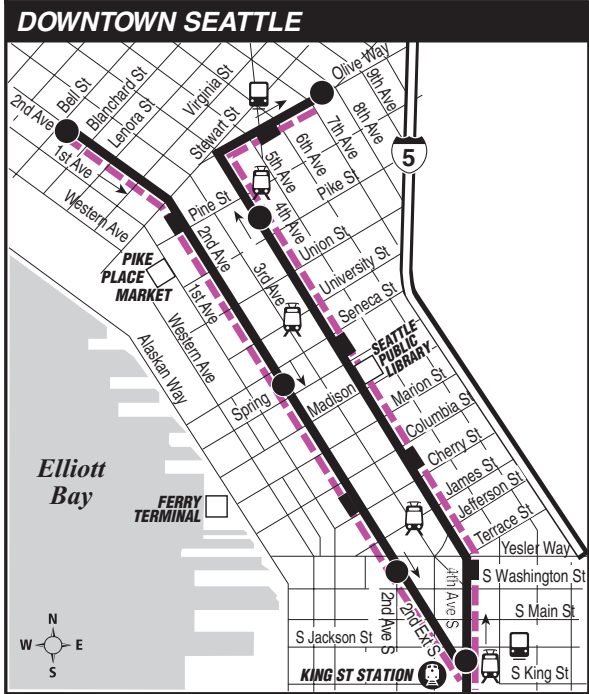 DOWNTOWN SEATTLE
Bell St
Blanchard St
Lenora St
Virginia St
Stewart St
Olive Way
9th Ave
8th Ave
7th Ave
6th Ave
5th Ave
4th Ave
2nd Ave
1st Ave
Western Ave
Pine St
Pike St
5
Union St
University St
Seneca St
2nd Ave
3rd Ave
1st Ave
PIKE
PLACE
MARKET
Western Ave
Alaskan Way
SEATTLE
PUBLIC
LIBRARY
Spring
Madison
Marion St
Columbia St
Cherry St
James St
Jefferson St
Terrace St
Yesler Way
Elliott
Bay
FERRY
TERMINAL
S Washington St
4th Ave S
S Main St
2nd Ave S
2nd Ext S
S Jackson St
S King St
KING ST STATION
N
W
E
S